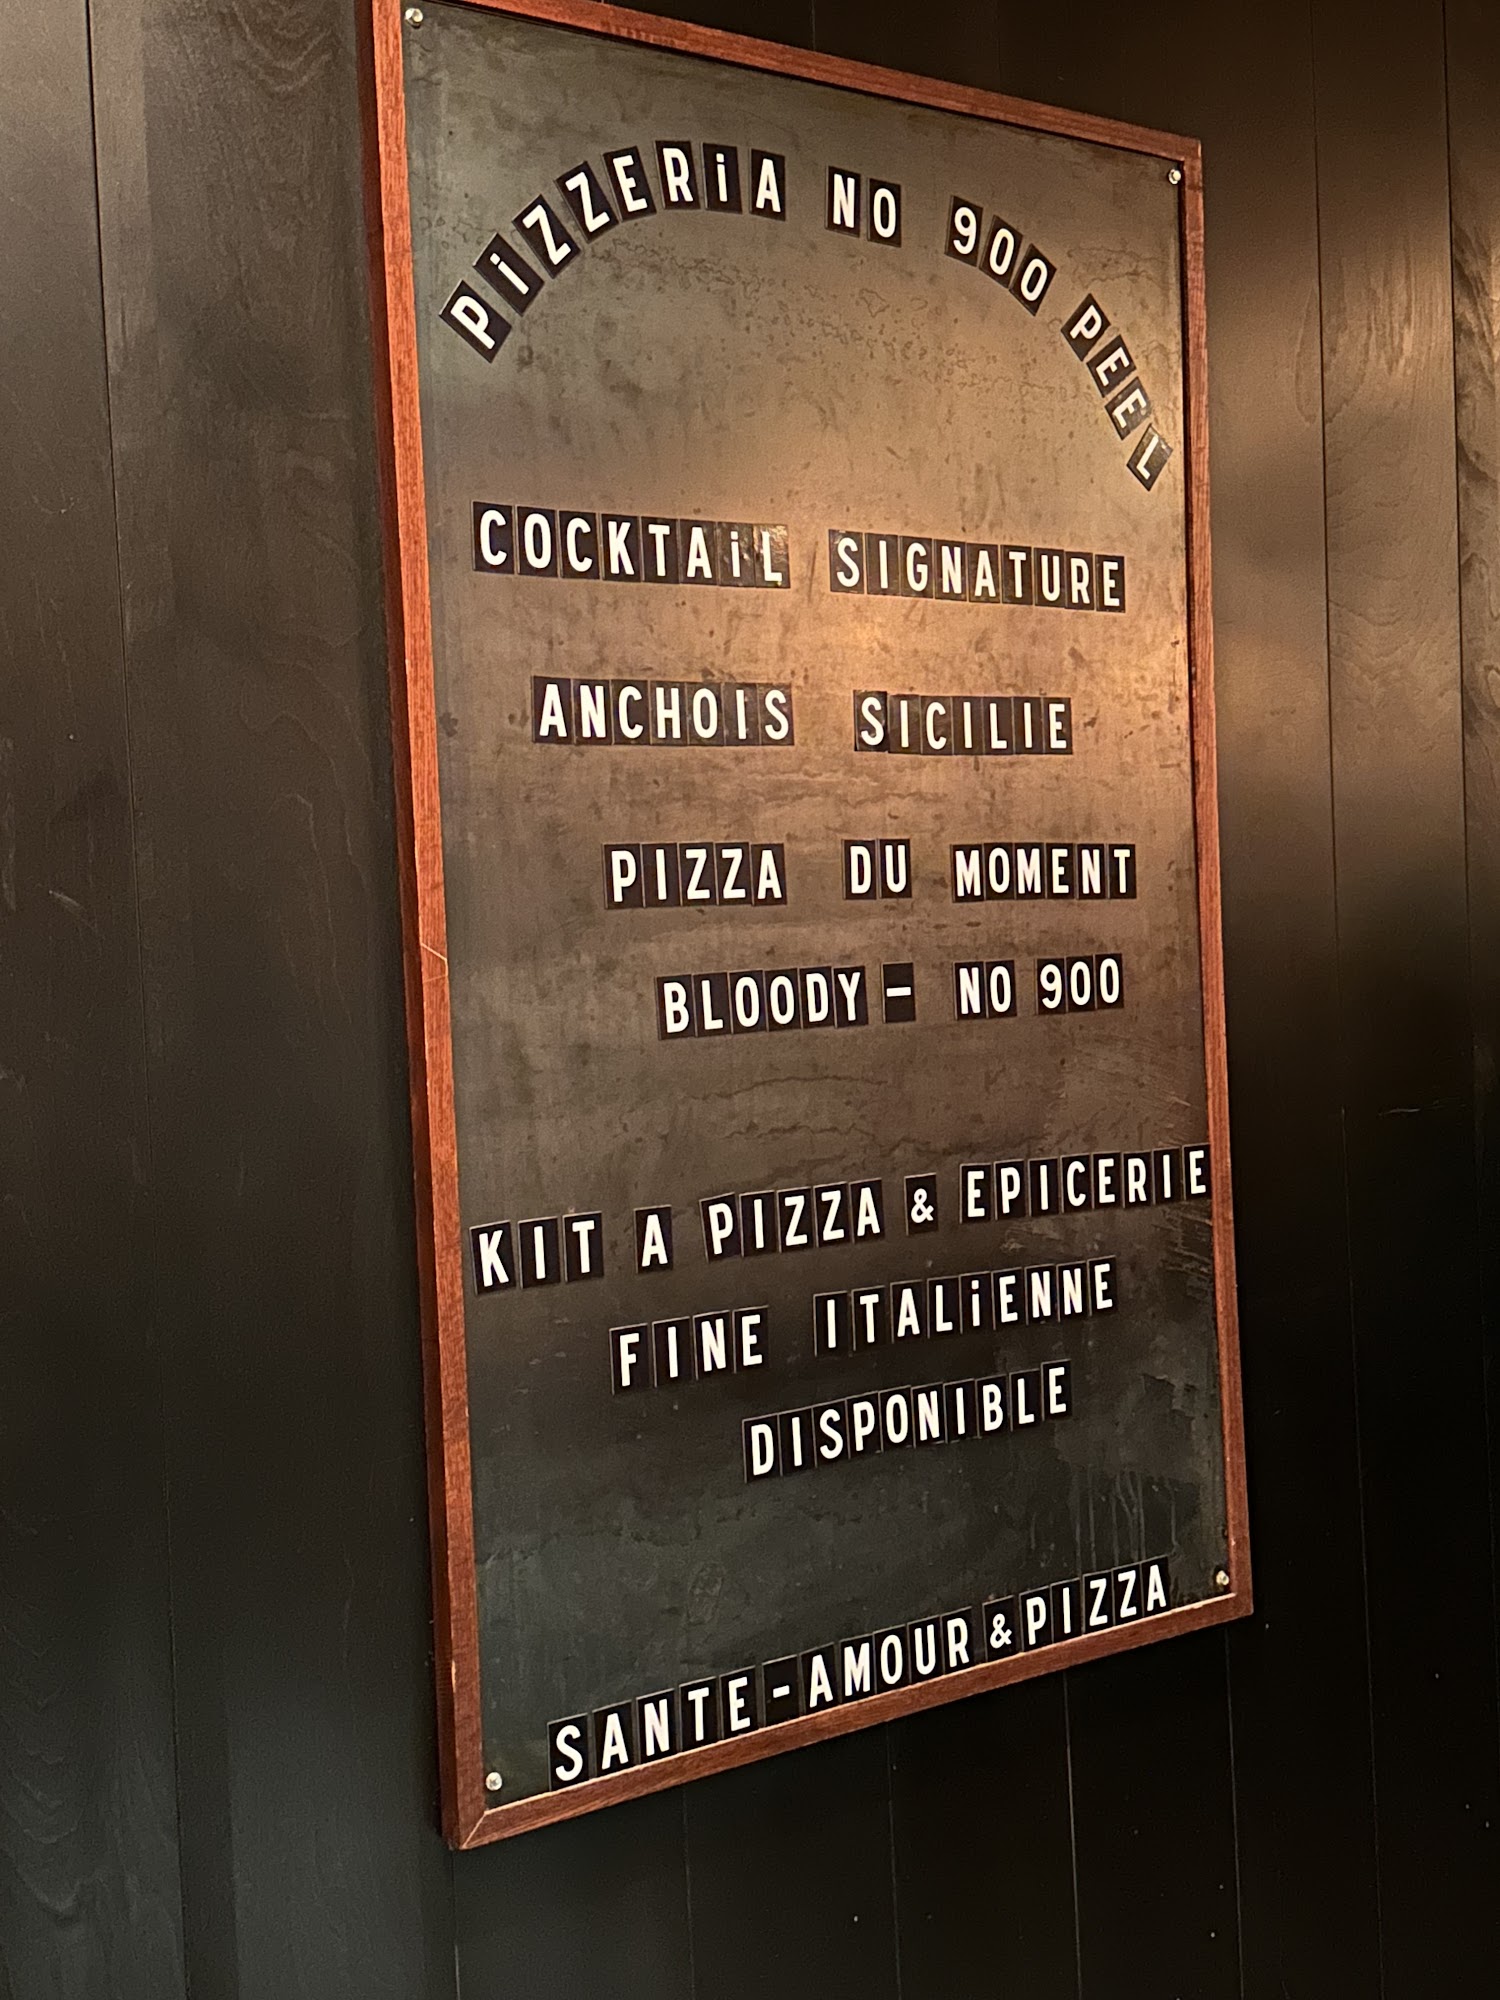 PiZZERiA NO 900 PEEL
COCKTAiL SIGNATURE
ANCHOIS SICILIE
PIZZA DU MOMENT
BLOODY - NO 900
KIT A PIZZA & EPICERIE
FINE ITALiENNE
DISPONIBLE
SANTE-AMOUR & PIZZA